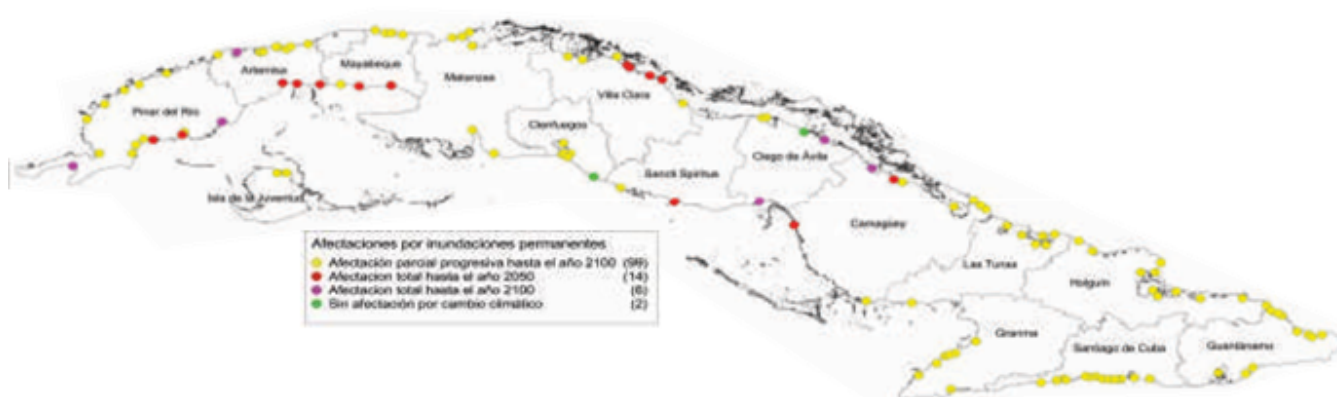 Mayabeque
Artemisa
Matanzas
Villa Clara
Pinar del Río
Cienfuegos
Ciego de Ávila
Sancti Spiritus
Isla de la Juventud
Camagüey
Las Tunas
Holguín
Granma
Santiago de Cuba
Guantánamo
Afectaciones por inundaciones permanentes
Afectación parcial progresiva hasta el año 2100 (99)
Afectacion total hasta el año 2050 (14)
Afectacion total hasta el año 2100 (6)
Sin afectación por cambio climático (2)